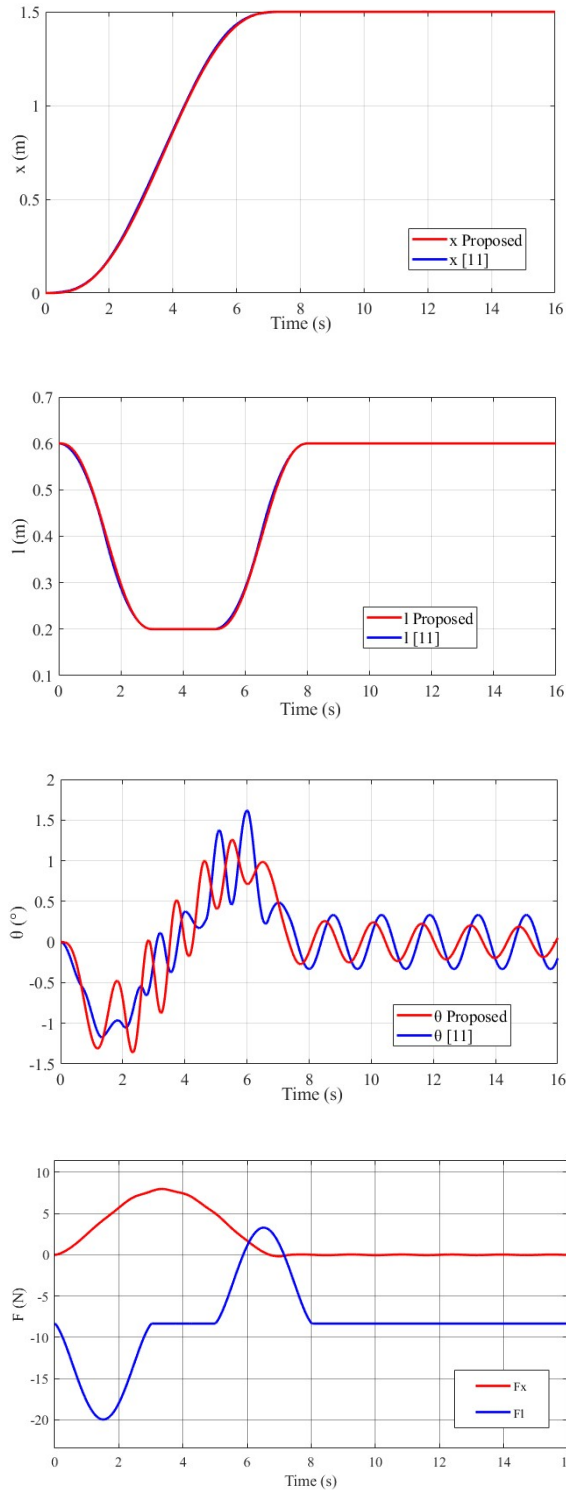 1.5
1
0.5
0
x (m)
x Proposed
x [11]
0 2 4 6 8 10 12 14 16
Time (s)
0.7
0.6
0.5
0.4
0.3
0.2
0.1
l (m)
l Proposed
l [11]
0 2 4 6 8 10 12 14 16
Time (s)
2
1.5
1
0.5
0
-0.5
-1
-1.5
θ (°)
θ Proposed
θ [11]
0 2 4 6 8 10 12 14 16
Time (s)
10
5
0
-5
-10
-15
-20
F (N)
Fx
Fl
0 2 4 6 8 10 12 14
Time (s)